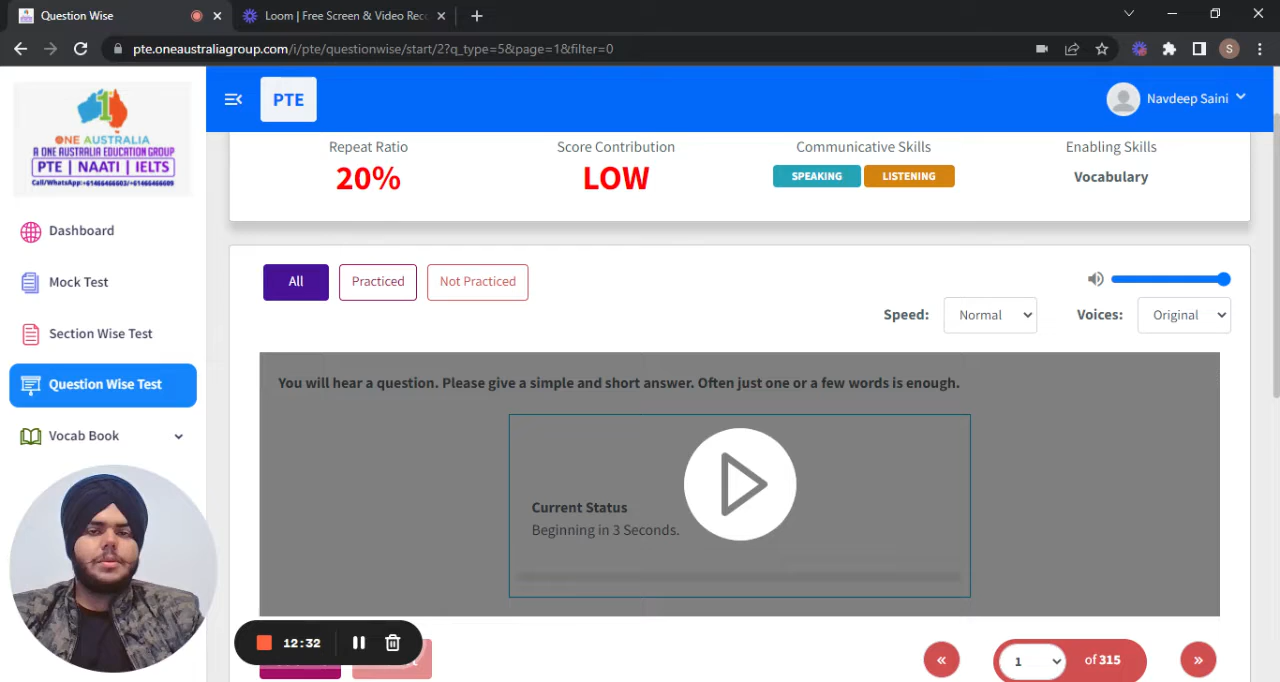 Question Wise
Loom | Free Screen & Video Rec
pte.oneaustraliagroup.com/i/pte/questionwise/start/2?q_type=5&page=1&filter=0
S
ONE AUSTRALIA
A ONE AUSTRALIA EDUCATION GROUP
PTE | NAATI | IELTS
Call/WhatsApp:+61466466603/+61466466609
PTE
Navdeep Saini
Repeat Ratio
20%
Score Contribution
LOW
Communicative Skills
SPEAKING LISTENING
Enabling Skills
Vocabulary
Dashboard
Mock Test
Section Wise Test
Question Wise Test
Vocab Book
All Practiced Not Practiced
Speed: Normal Voices: Original
You will hear a question. Please give a simple and short answer. Often just one or a few words is enough.
Current Status
Beginning in 3 Seconds.
12:32
« 1 of 315 »